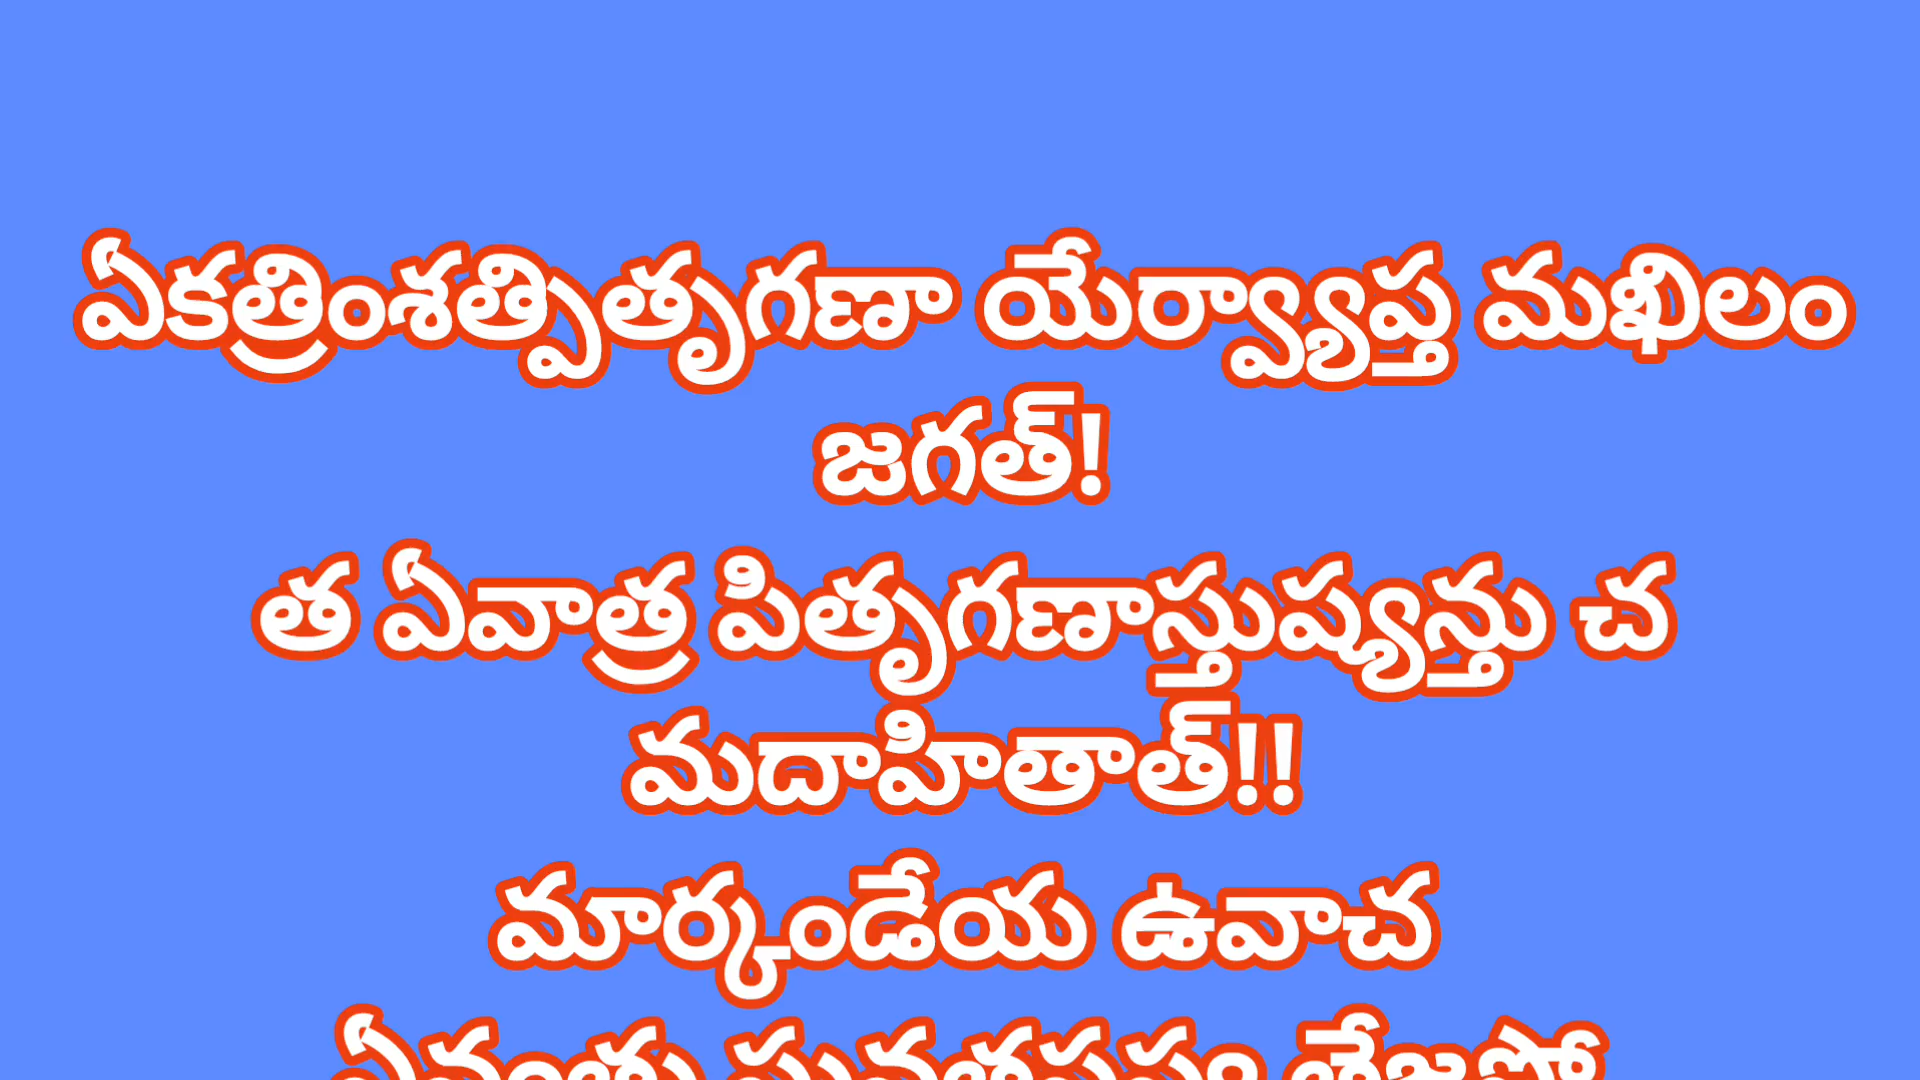 ఏకత్రింశత్పితృగణా యేర్వ్యాప్త మఖిలం
జగత్!
త ఏవాత్ర పితృగణాస్తుష్యన్తు చ
మదాహితాత్!!
మార్కండేయ ఉవాచ